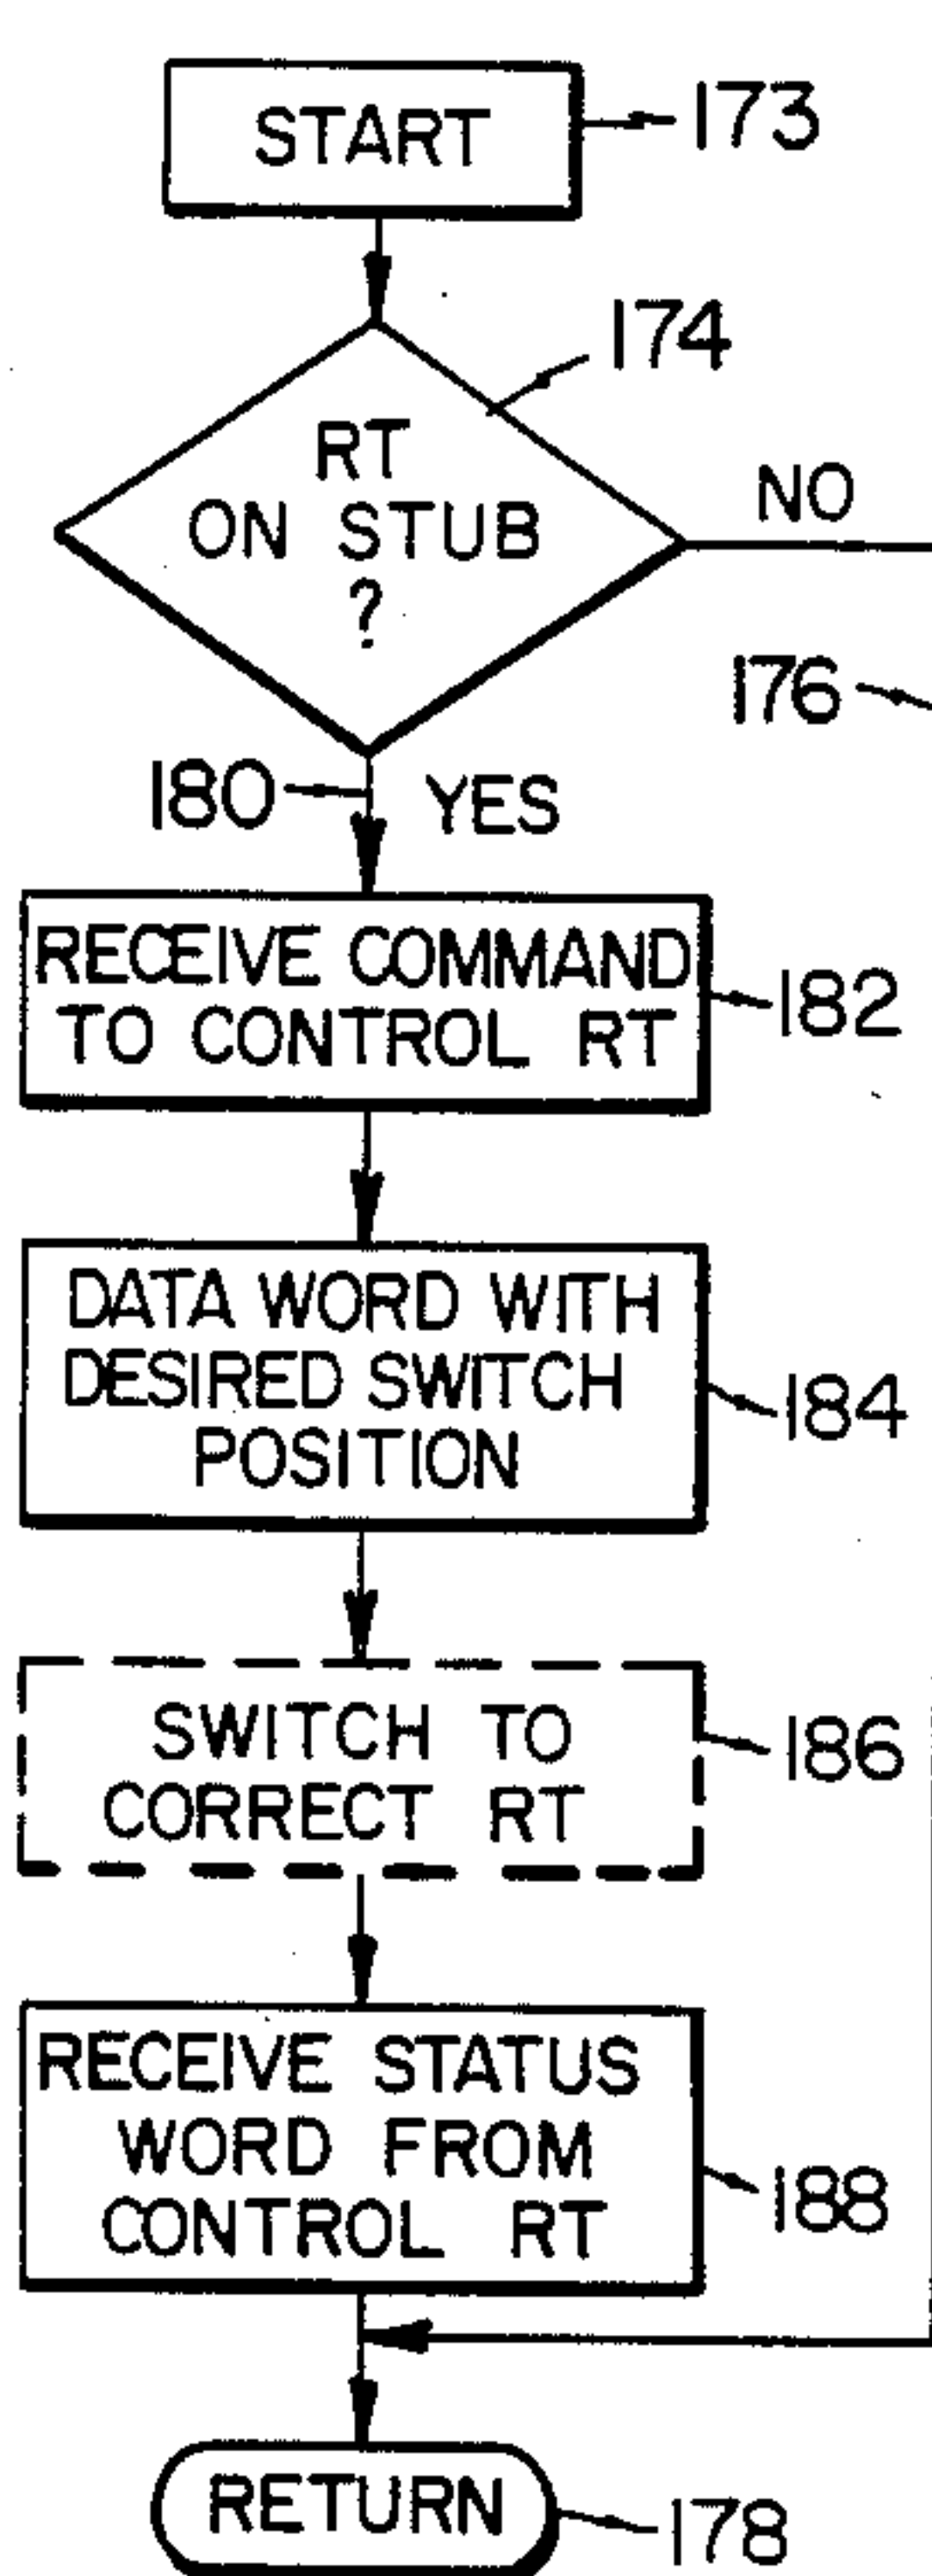 START
173
174
RT
ON STUB
?
NO
176
180
YES
RECEIVE COMMAND
TO CONTROL RT
182
DATA WORD WITH
DESIRED SWITCH
POSITION
184
SWITCH TO
CORRECT RT
186
RECEIVE STATUS
WORD FROM
CONTROL RT
188
RETURN
178